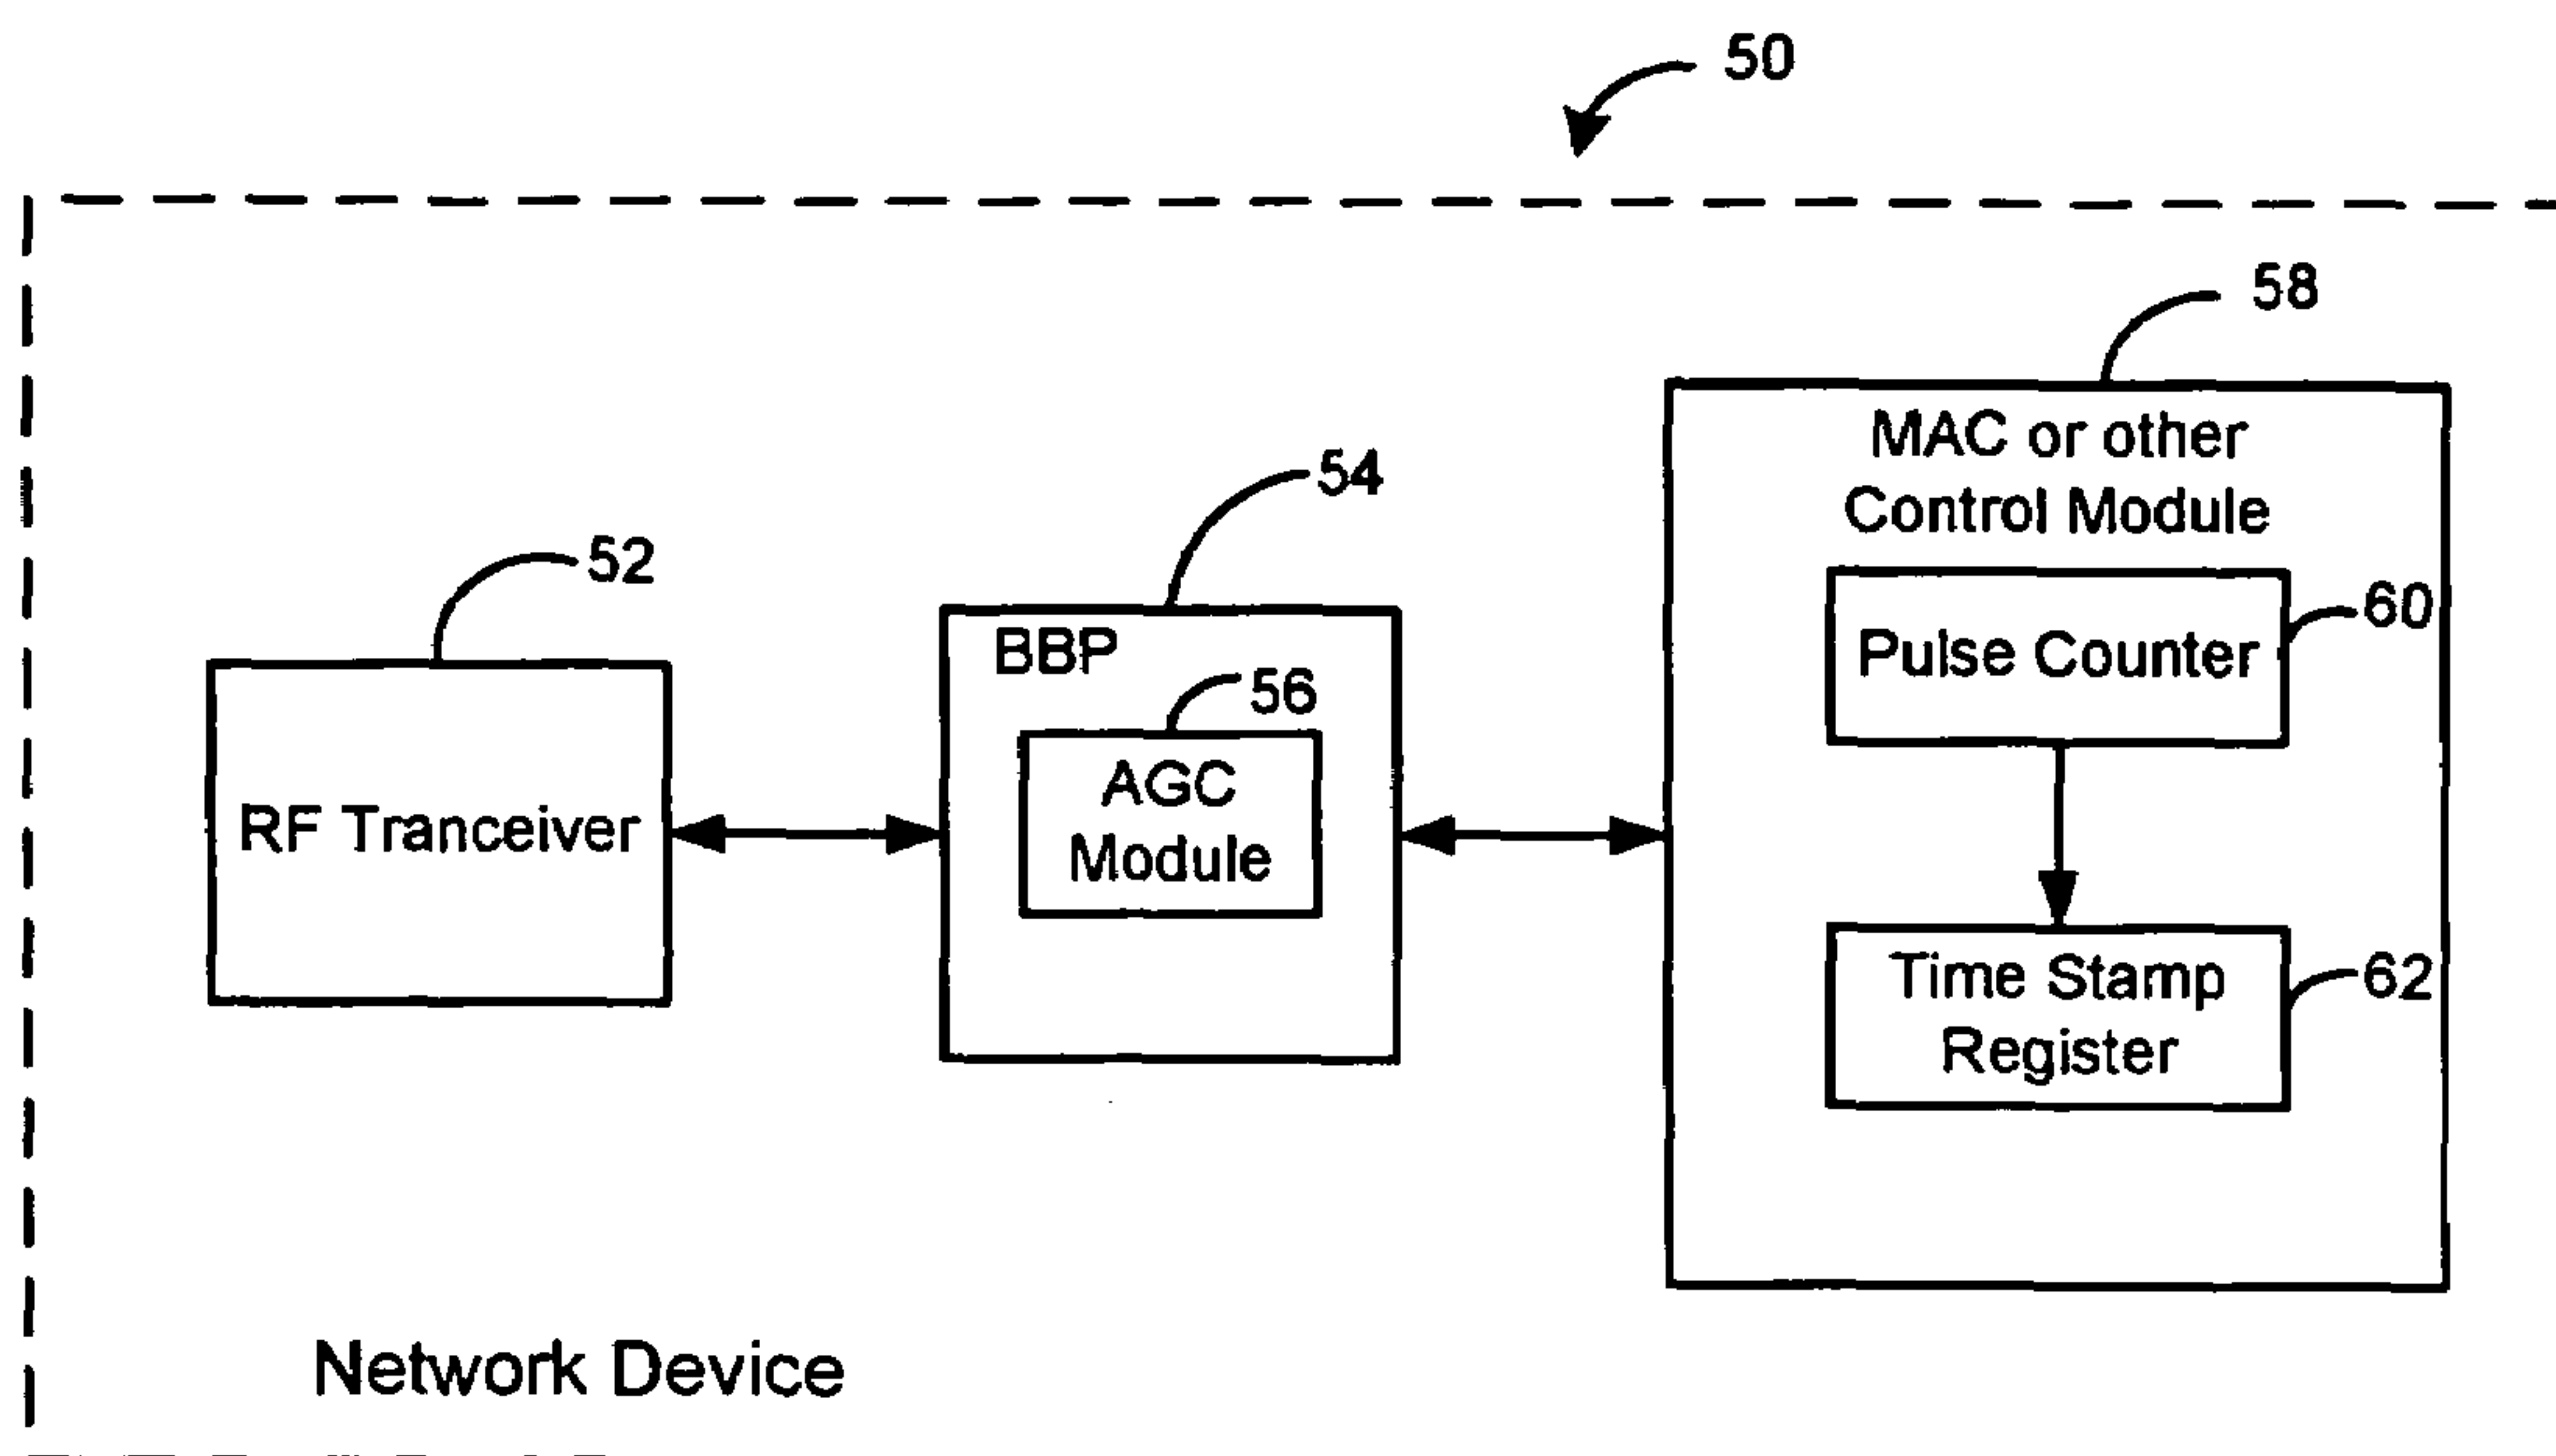 50
58
MAC or other
Control Module
54
52
60
BBP
Pulse Counter
56
AGC
Module
RF Tranceiver
Time Stamp
Register
62
Network Device